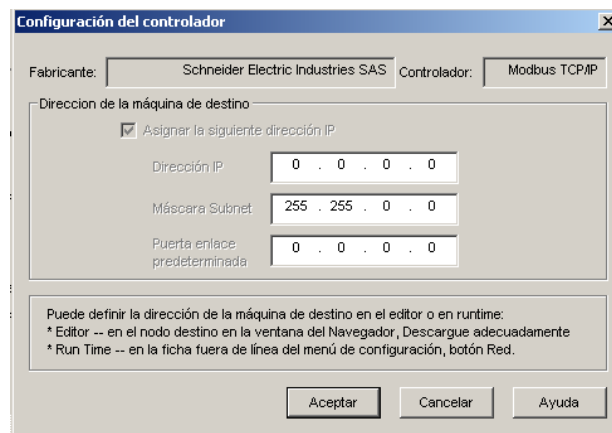 Configuración del controlador
Fabricante: Schneider Electric Industries SAS Controlador: Modbus TCP/IP
Direccion de la máquina de destino
Asignar la siguiente dirección IP
Dirección IP 0 . 0 . 0 . 0
Máscara Subnet 255 . 255 . 0 . 0
Puerta enlace
predeterminada 0 . 0 . 0 . 0
Puede definir la dirección de la máquina de destino en el editor o en runtime:
* Editor -- en el nodo destino en la ventana del Navegador, Descargue adecuadamente
* Run Time -- en la ficha fuera de línea del menú de configuración, botón Red.
Aceptar Cancelar Ayuda